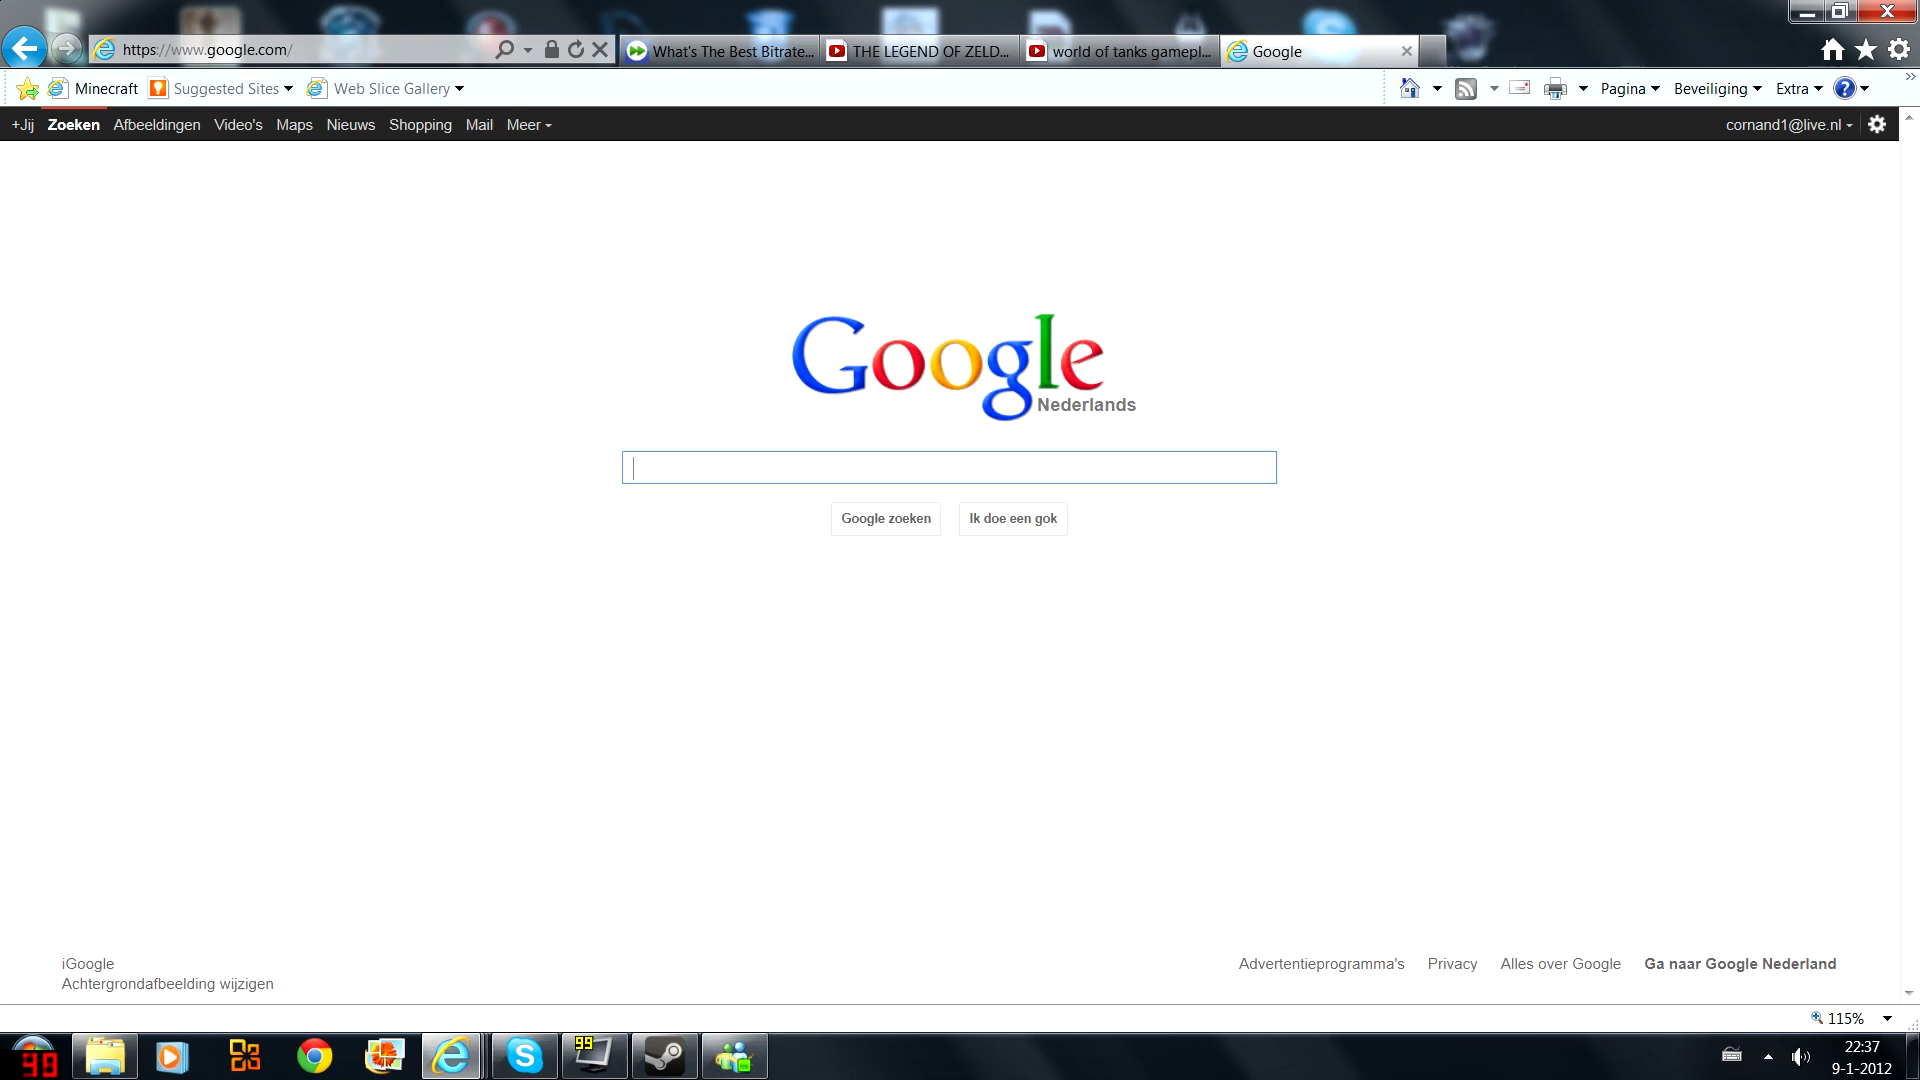 https://www.google.com/
What's The Best Bitrate...
THE LEGEND OF ZELD...
world of tanks gamepl...
Google
Minecraft
Suggested Sites
Web Slice Gallery
Pagina
Beveiliging
Extra
+Jij Zoeken Afbeeldingen Video's Maps Nieuws Shopping Mail Meer
cornand1@live.nl
Google
Nederlands
Google zoeken
Ik doe een gok
iGoogle
Achtergrondafbeelding wijzigen
Advertentieprogramma's Privacy Alles over Google Ga naar Google Nederland
115%
99
99
22:37
9-1-2012